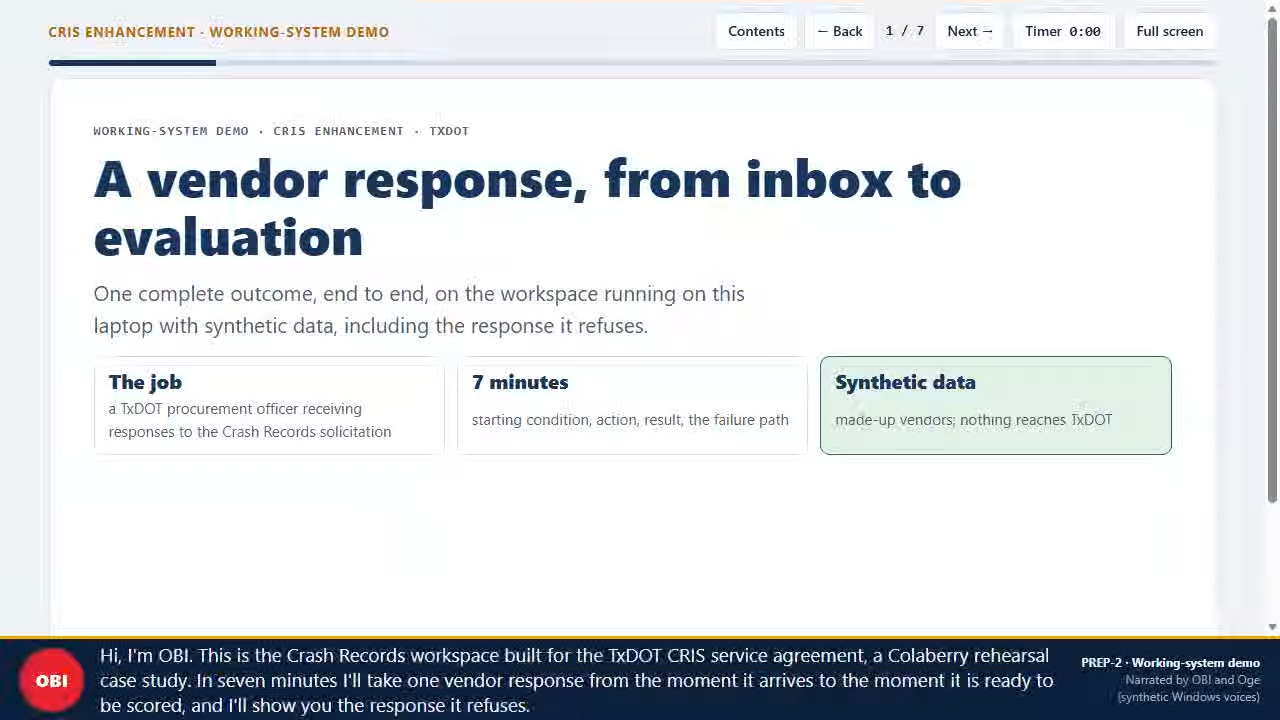 CRIS ENHANCEMENT · WORKING-SYSTEM DEMO
Contents
← Back
1 / 7
Next →
Timer 0:00
Full screen
WORKING-SYSTEM DEMO · CRIS ENHANCEMENT · TXDOT
A vendor response, from inbox to
evaluation
One complete outcome, end to end, on the workspace running on this
laptop with synthetic data, including the response it refuses.
The job
a TxDOT procurement officer receiving
responses to the Crash Records solicitation
7 minutes
starting condition, action, result, the failure path
Synthetic data
made-up vendors; nothing reaches TxDOT
OBI
Hi, I'm OBI. This is the Crash Records workspace built for the TxDOT CRIS service agreement, a Colaberry rehearsal
case study. In seven minutes I'll take one vendor response from the moment it arrives to the moment it is ready to
be scored, and I'll show you the response it refuses.
PREP-2 · Working-system demo
Narrated by OBI and Oge
(synthetic Windows voices)